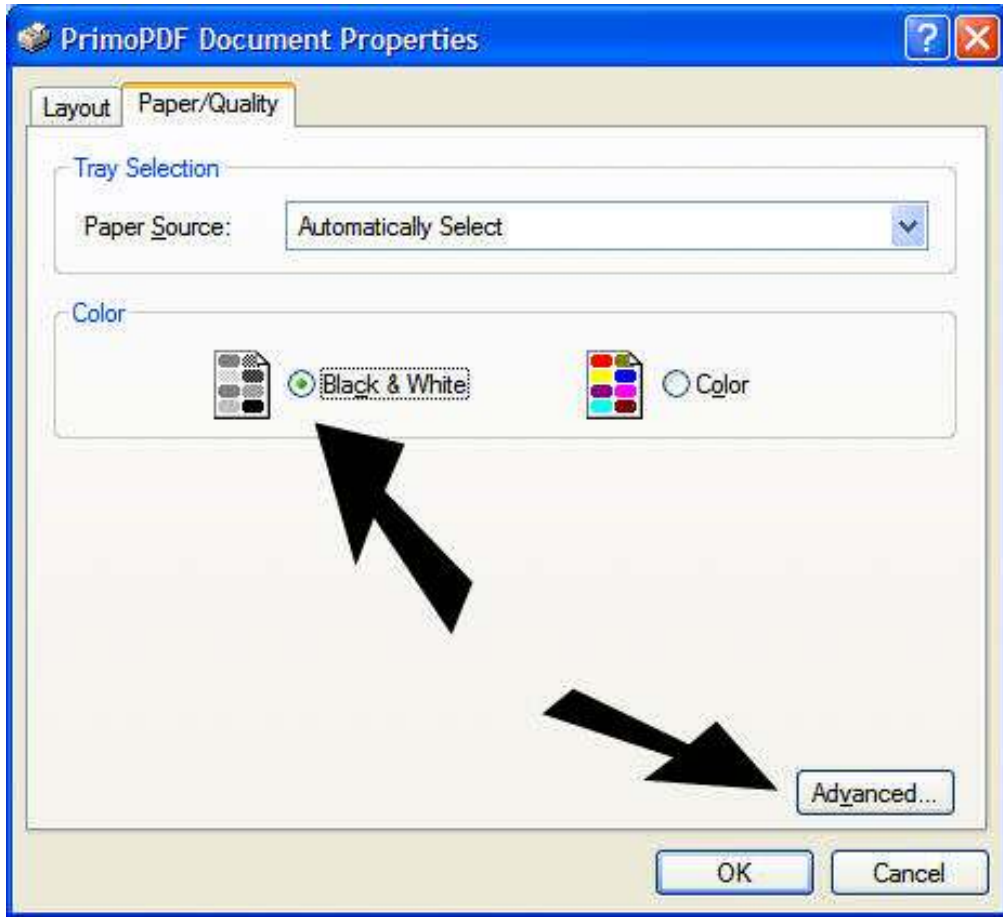 PrimoPDF Document Properties
Layout Paper/Quality
Tray Selection
Paper Source: Automatically Select
Color
Black & White Color
Advanced...
OK Cancel